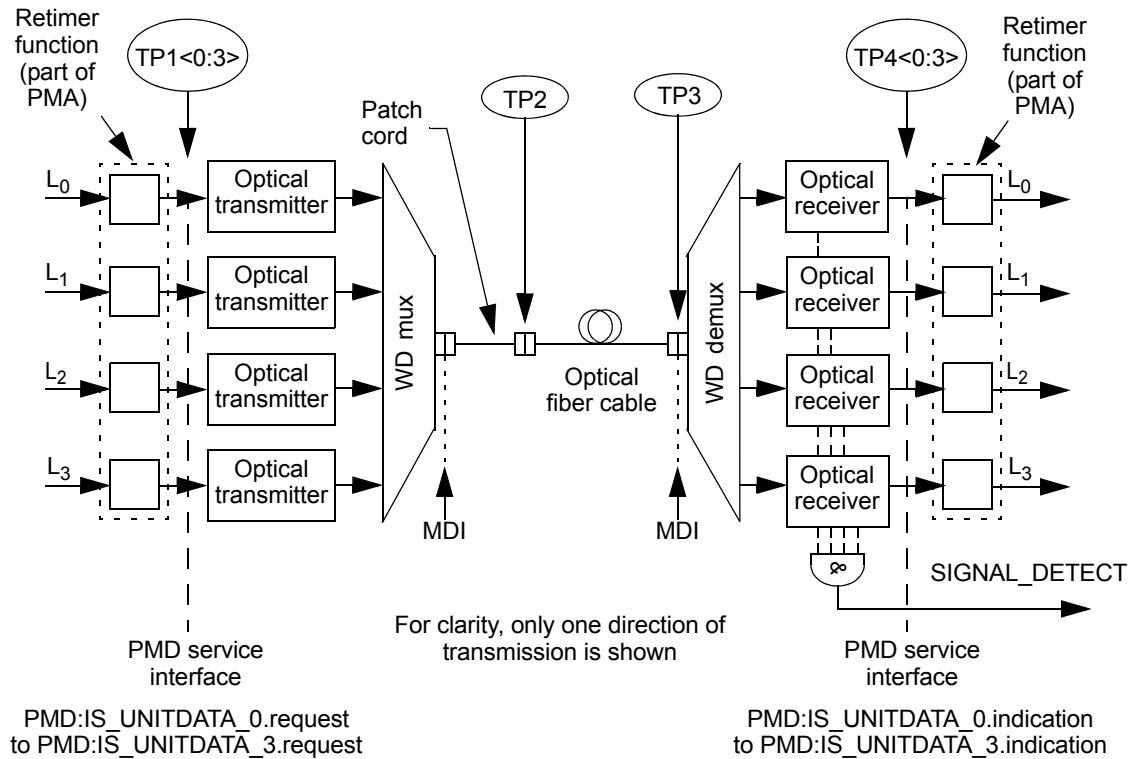 Retimer
function
(part of
PMA)
TP1<0:3>
Patch
cord
TP2
TP3
TP4<0:3>
Retimer
function
(part of
PMA)
L0
Optical
transmitter
Optical
receiver
L0
L1
Optical
transmitter
Optical
receiver
L1
WD mux
WD demux
Optical
fiber cable
L2
Optical
transmitter
Optical
receiver
L2
L3
Optical
transmitter
Optical
receiver
L3
MDI
MDI
&
SIGNAL_DETECT
For clarity, only one direction of
transmission is shown
PMD service
interface
PMD service
interface
PMD:IS_UNITDATA_0.request
to PMD:IS_UNITDATA_3.request
PMD:IS_UNITDATA_0.indication
to PMD:IS_UNITDATA_3.indication